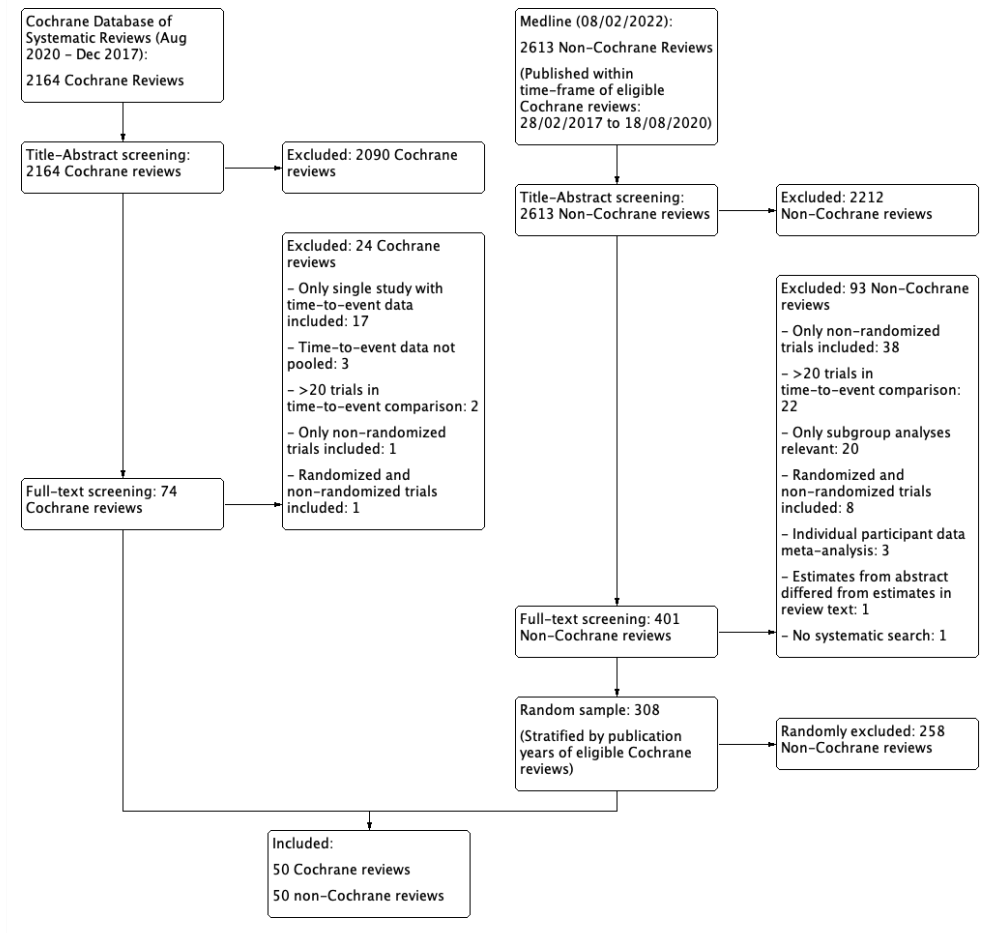 Cochrane Database of
Systematic Reviews (Aug
2020 – Dec 2017):
2164 Cochrane Reviews
Title-Abstract screening:
2164 Cochrane reviews
Excluded: 2090 Cochrane
reviews
Excluded: 24 Cochrane
reviews
– Only single study with
time-to-event data
included: 17
– Time-to-event data not
pooled: 3
– >20 trials in
time-to-event comparison: 2
– Only non-randomized
trials included: 1
– Randomized and
non-randomized trials
included: 1
Full-text screening: 74
Cochrane reviews
Medline (08/02/2022):
2613 Non-Cochrane Reviews
(Published within
time-frame of eligible
Cochrane reviews:
28/02/2017 to 18/08/2020)
Title-Abstract screening:
2613 Non-Cochrane reviews
Excluded: 2212
Non-Cochrane reviews
Excluded: 93 Non-Cochrane
reviews
– Only non-randomized
trials included: 38
– >20 trials in
time-to-event comparison:
22
– Only subgroup analyses
relevant: 20
– Randomized and
non-randomized trials
included: 8
– Individual participant data
meta-analysis: 3
– Estimates from abstract
differed from estimates in
review text: 1
– No systematic search: 1
Full-text screening: 401
Non-Cochrane reviews
Random sample: 308
(Stratified by publication
years of eligible Cochrane
reviews)
Randomly excluded: 258
Non-Cochrane reviews
Included:
50 Cochrane reviews
50 non-Cochrane reviews